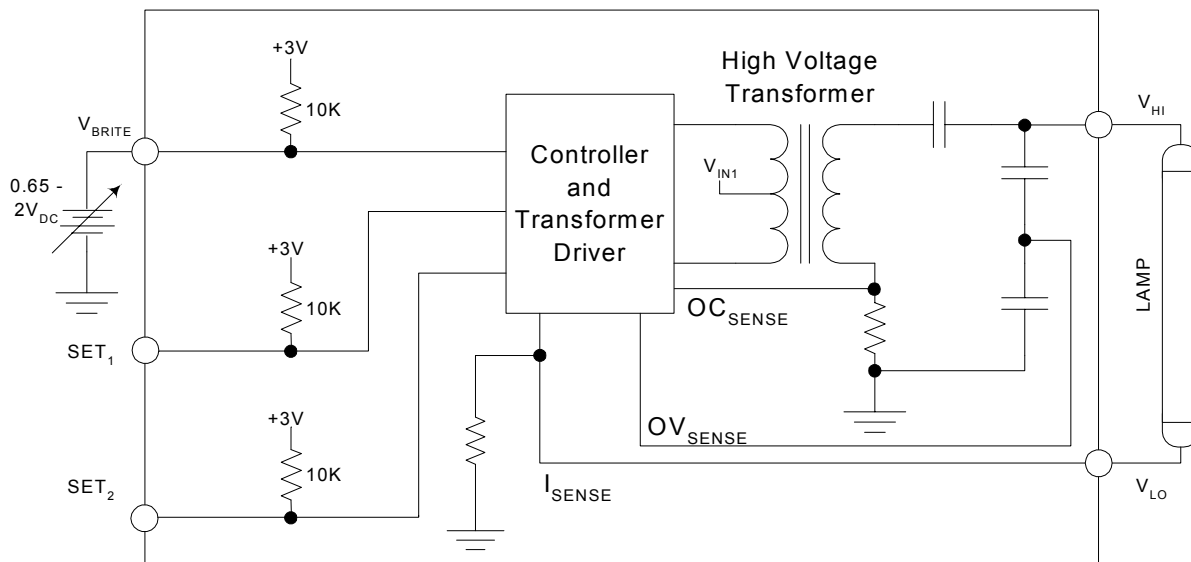 +3V
10K
V_BRITE
0.65 -
2V_DC
+3V
10K
SET_1
+3V
10K
SET_2
Controller
and
Transformer
Driver
High Voltage
Transformer
V_IN1
OC_SENSE
OV_SENSE
I_SENSE
V_HI
LAMP
V_LO